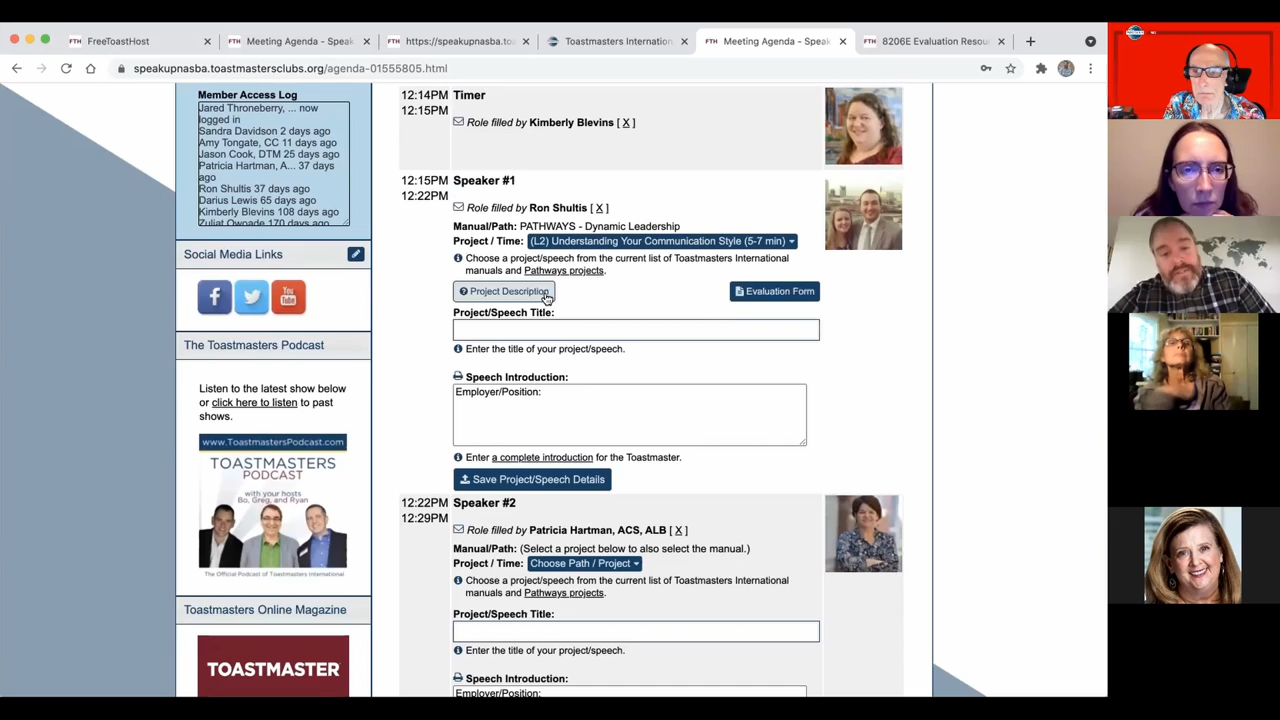 FreeToastHost
Meeting Agenda - Speak
https://speakupnasba.to
Toastmasters Internation
Meeting Agenda - Speak
8206E Evaluation Resou
speakupnasba.toastmastersclubs.org/agenda-01555805.html
Member Access Log
Jared Throneberry, ... now
logged in
Sandra Davidson 2 days ago
Amy Tongate, CC 11 days ago
Jason Cook, DTM 25 days ago
Patricia Hartman, A... 37 days
ago
Ron Shultis 37 days ago
Darius Lewis 65 days ago
Kimberly Blevins 108 days ago
Zuliat Owoade 170 days ago
Social Media Links
You
Tube
The Toastmasters Podcast
Listen to the latest show below
or click here to listen to past
shows.
www.ToastmastersPodcast.com
TOASTMASTERS
PODCAST
with your hosts
Bo, Greg, and Ryan
The Official Podcast of Toastmasters International
Toastmasters Online Magazine
TOASTMASTER
12:14PM
12:15PM
Timer
Role filled by Kimberly Blevins [ X ]
12:15PM
12:22PM
Speaker #1
Role filled by Ron Shultis [ X ]
Manual/Path: PATHWAYS - Dynamic Leadership
Project / Time: (L2) Understanding Your Communication Style (5-7 min)
Choose a project/speech from the current list of Toastmasters International
manuals and Pathways projects.
Project Description
Evaluation Form
Project/Speech Title:
Enter the title of your project/speech.
Speech Introduction:
Employer/Position:
Enter a complete introduction for the Toastmaster.
Save Project/Speech Details
12:22PM
12:29PM
Speaker #2
Role filled by Patricia Hartman, ACS, ALB [ X ]
Manual/Path: (Select a project below to also select the manual.)
Project / Time: Choose Path / Project
Choose a project/speech from the current list of Toastmasters International
manuals and Pathways projects.
Project/Speech Title:
Enter the title of your project/speech.
Speech Introduction:
Employer/Position: